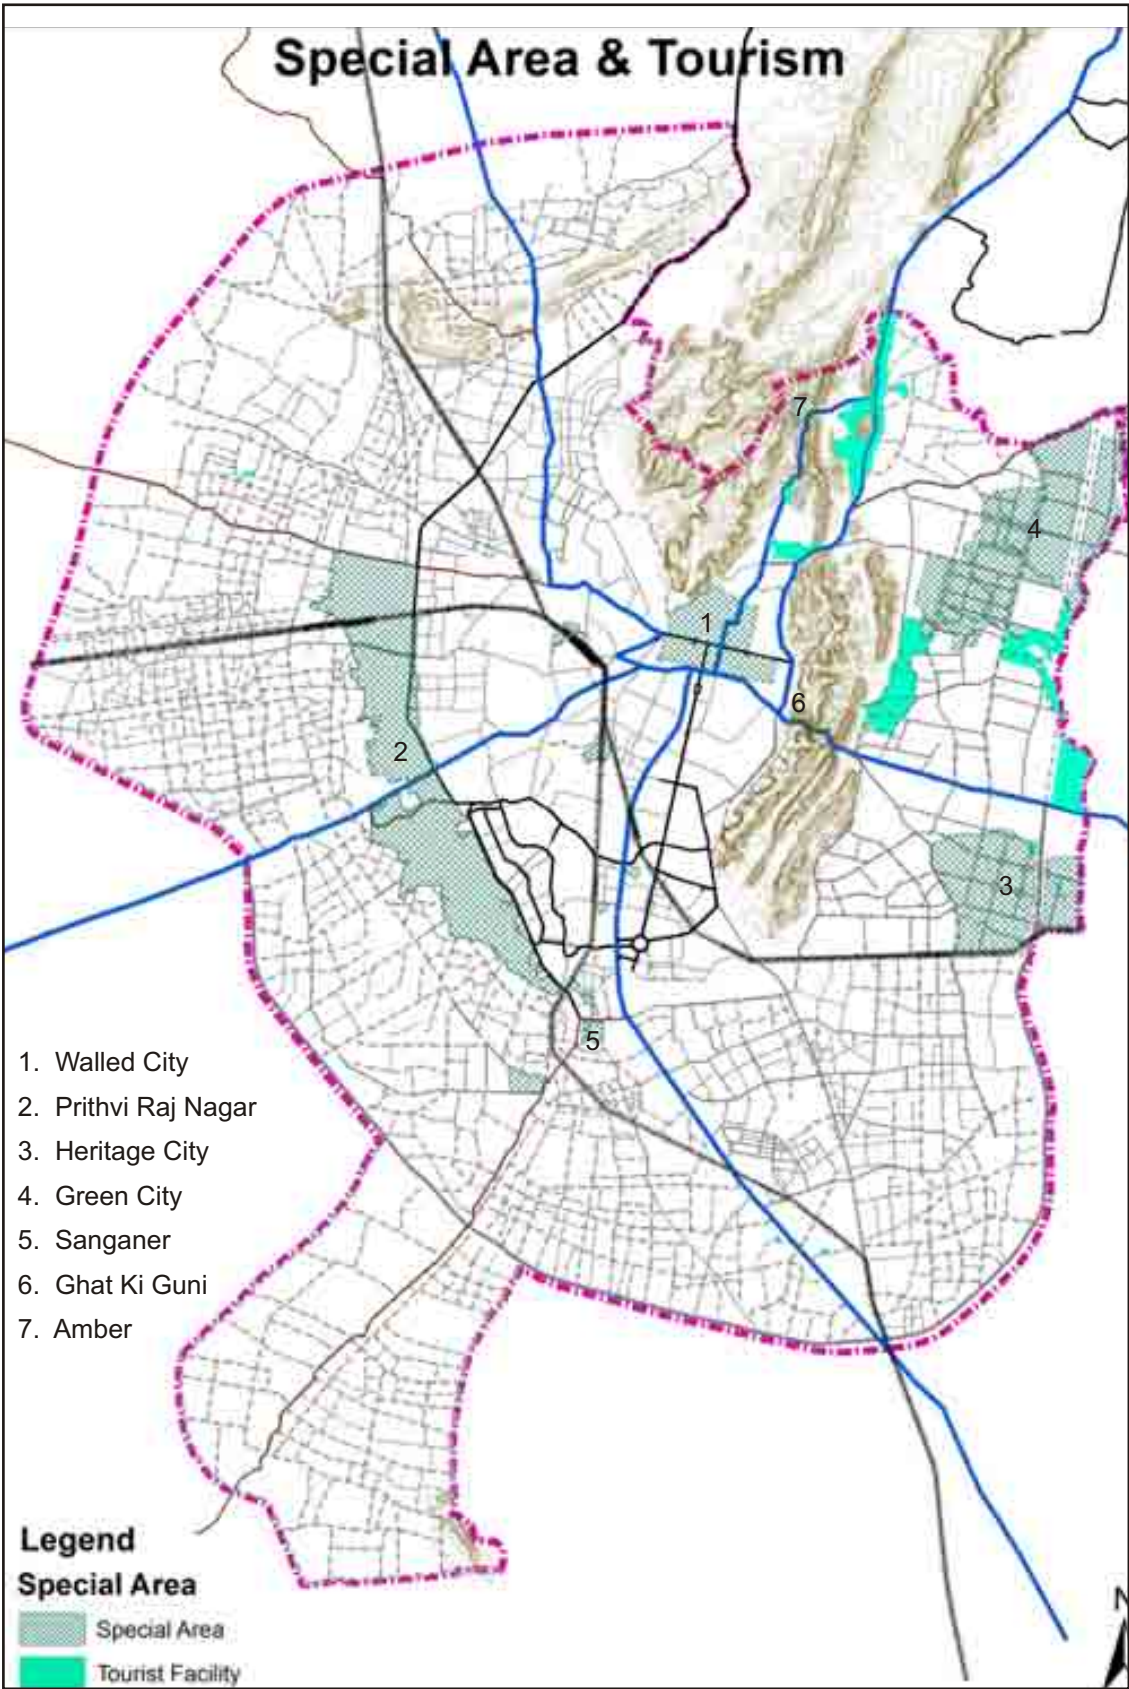 Special Area & Tourism
7
4
1
6
2
3
5
1. Walled City
2. Prithvi Raj Nagar
3. Heritage City
4. Green City
5. Sanganer
6. Ghat Ki Guni
7. Amber
Legend
Special Area
Special Area
Tourist Facility
N